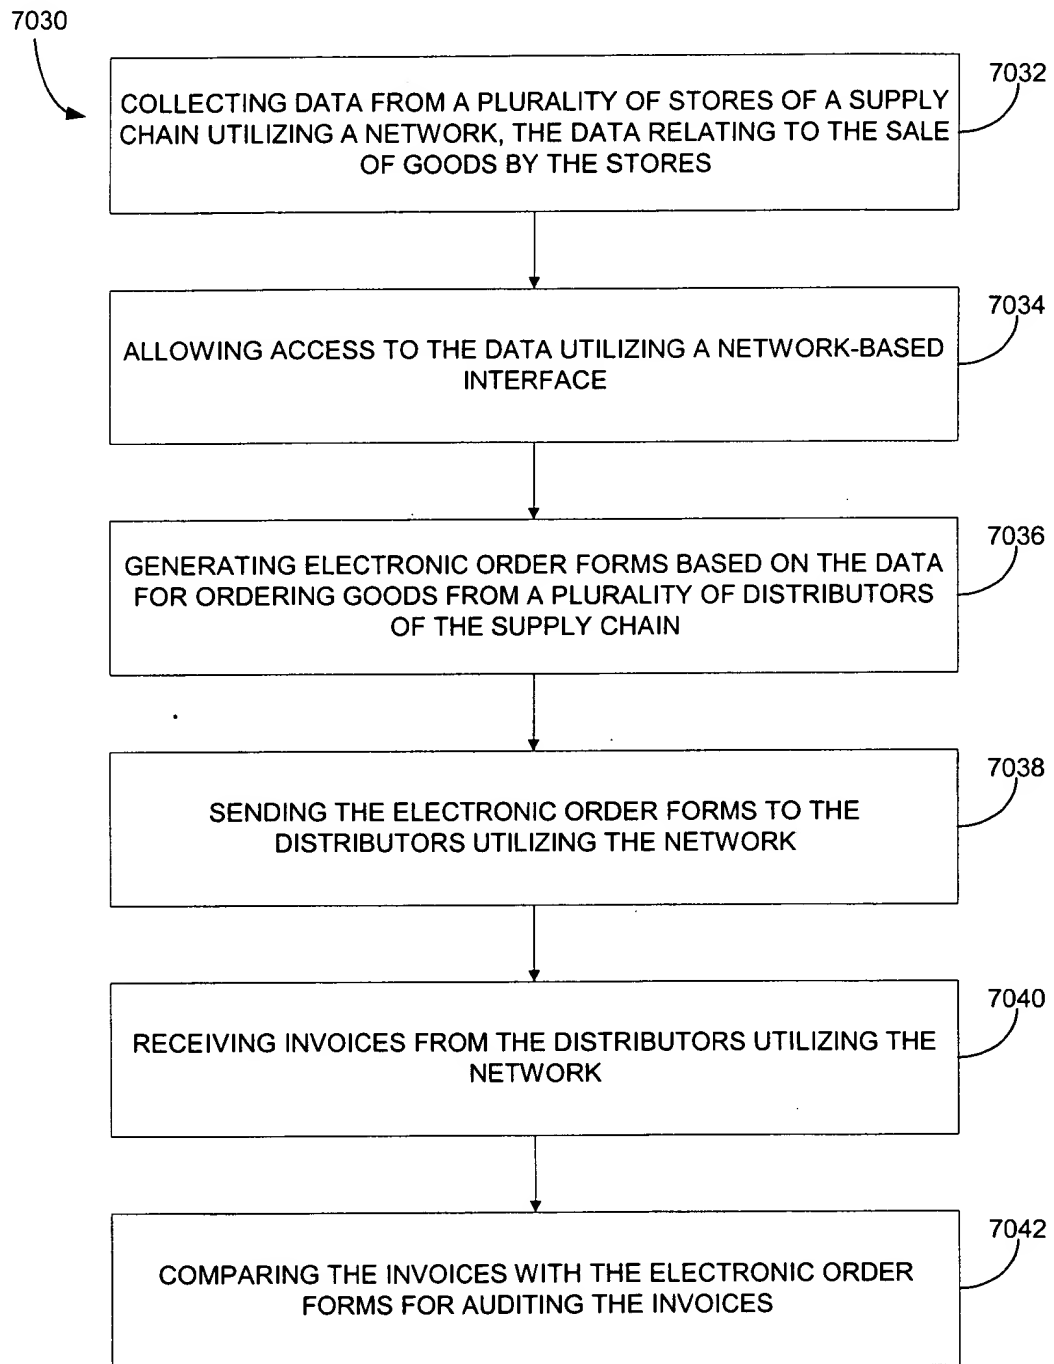 7030
7032
COLLECTING DATA FROM A PLURALITY OF STORES OF A SUPPLY
CHAIN UTILIZING A NETWORK, THE DATA RELATING TO THE SALE
OF GOODS BY THE STORES
7034
ALLOWING ACCESS TO THE DATA UTILIZING A NETWORK-BASED
INTERFACE
7036
GENERATING ELECTRONIC ORDER FORMS BASED ON THE DATA
FOR ORDERING GOODS FROM A PLURALITY OF DISTRIBUTORS
OF THE SUPPLY CHAIN
7038
SENDING THE ELECTRONIC ORDER FORMS TO THE
DISTRIBUTORS UTILIZING THE NETWORK
7040
RECEIVING INVOICES FROM THE DISTRIBUTORS UTILIZING THE
NETWORK
7042
COMPARING THE INVOICES WITH THE ELECTRONIC ORDER
FORMS FOR AUDITING THE INVOICES